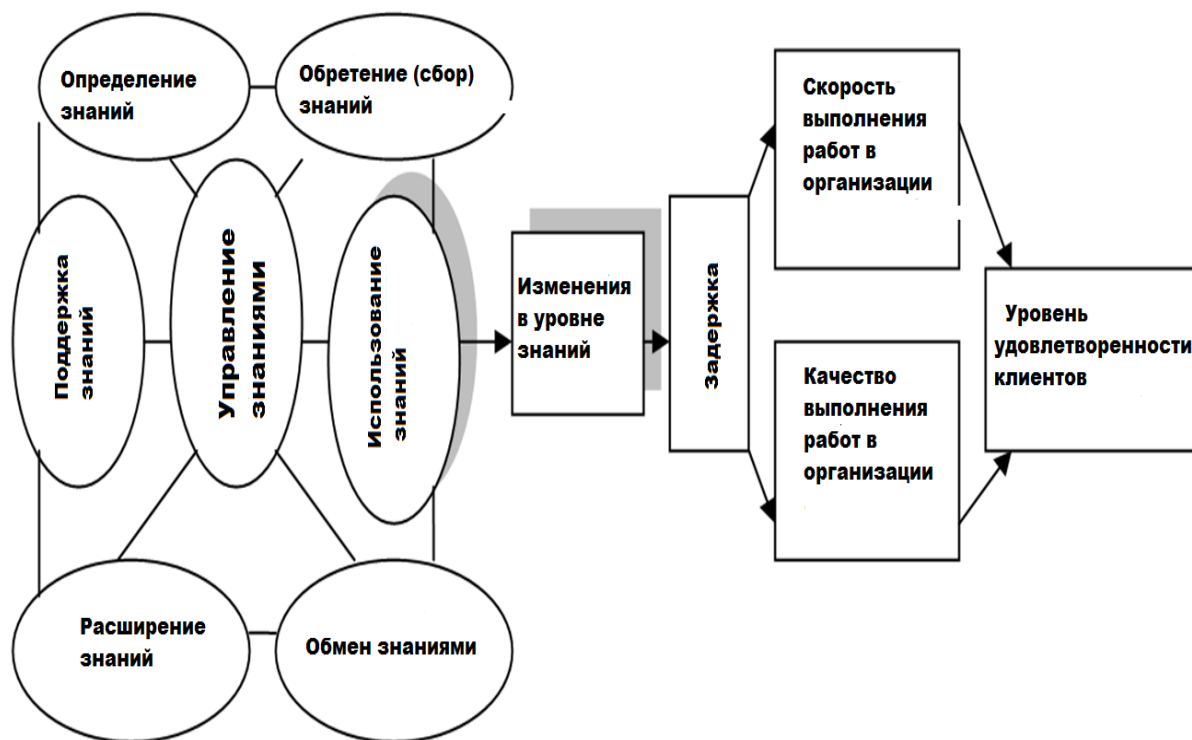 Определение
знаний
Обретение (сбор)
знаний
Поддержка
знаний
Управление
знаниями
Использование
знаний
Расширение
знаний
Обмен знаниями
Изменения
в уровне
знаний
Задержка
Скорость
выполнения
работ в
организации
Качество
выполнения
работ в
организации
Уровень
удовлетворенности
клиентов